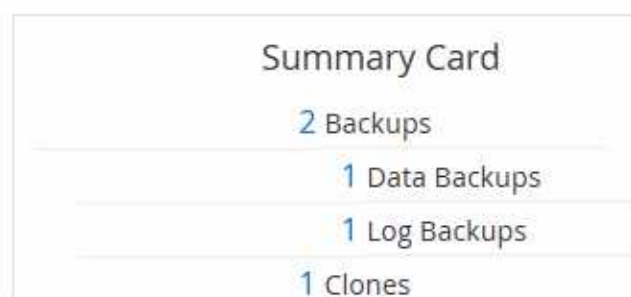 Summary Card
2 Backups
1 Data Backups
1 Log Backups
1 Clones